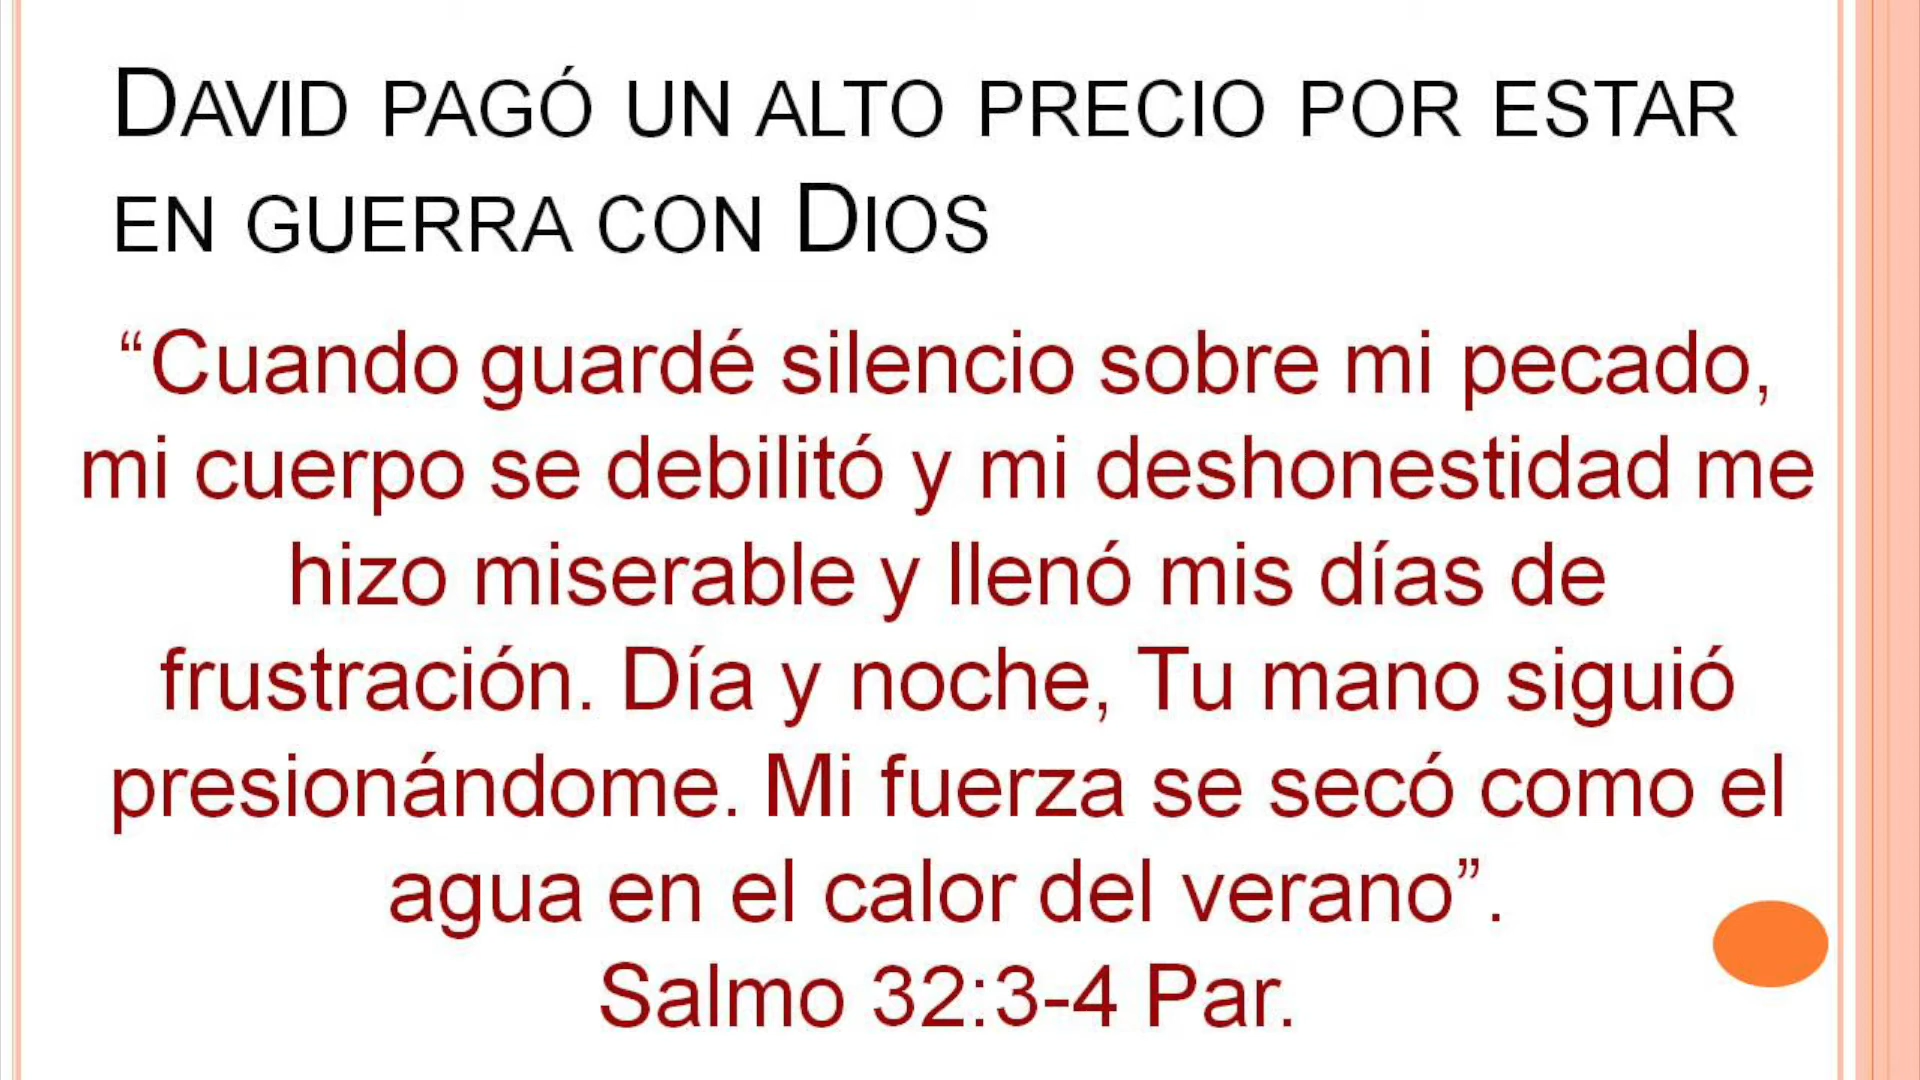 DAVID PAGÓ UN ALTO PRECIO POR ESTAR
EN GUERRA CON DIOS
“Cuando guardé silencio sobre mi pecado,
mi cuerpo se debilitó y mi deshonestidad me
hizo miserable y llenó mis días de
frustración. Día y noche, Tu mano siguió
presionándome. Mi fuerza se secó como el
agua en el calor del verano”.
Salmo 32:3-4 Par.